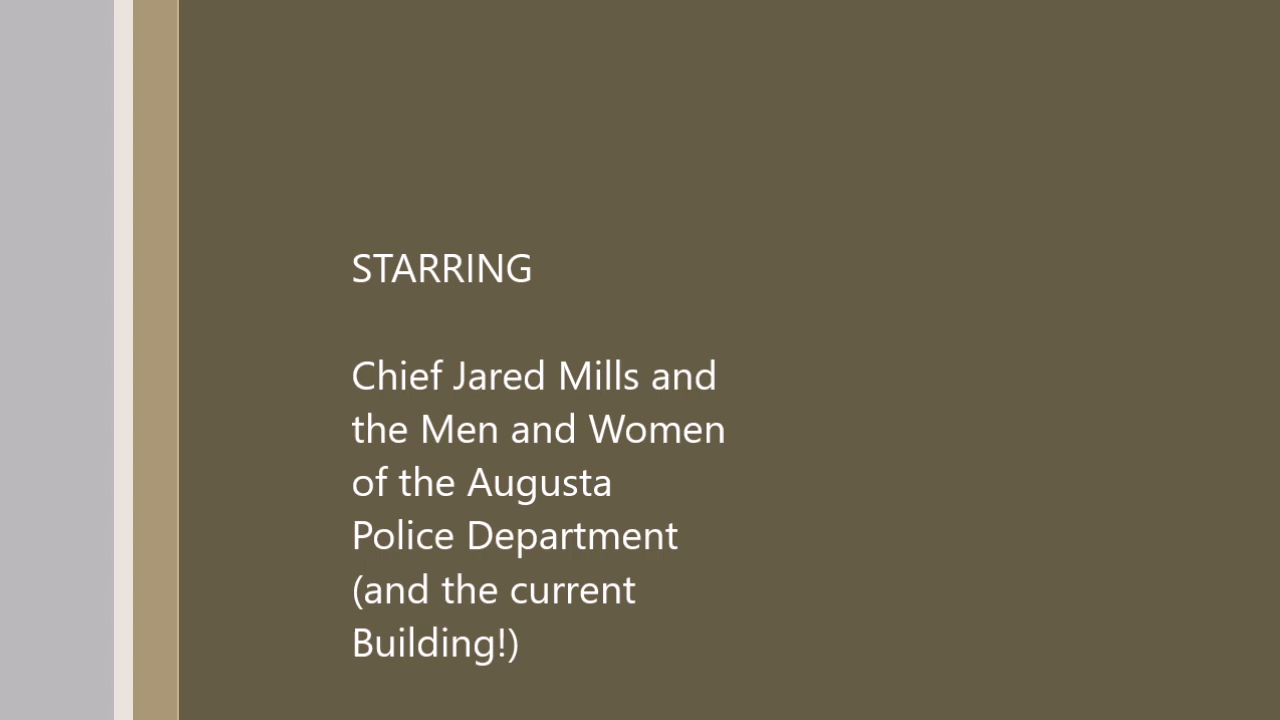 STARRING
Chief Jared Mills and
the Men and Women
of the Augusta
Police Department
(and the current
Building!)